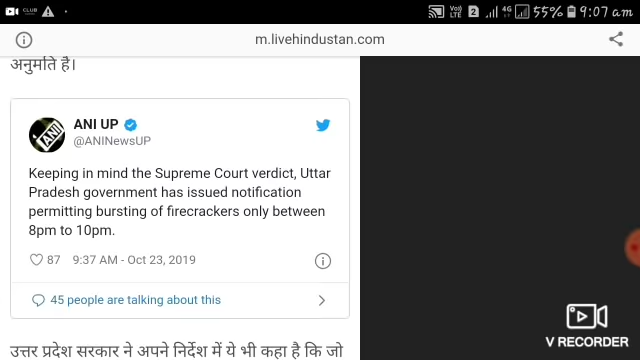 CLUB
Vo))
LTE
2
4G
55%
9:07 am
m.livehindustan.com
अनुमति है।
ANI
ANI UP
@ANINewsUP
Keeping in mind the Supreme Court verdict, Uttar
Pradesh government has issued notification
permitting bursting of firecrackers only between
8pm to 10pm.
87 9:37 AM - Oct 23, 2019
45 people are talking about this
V RECORDER
उत्तर प्रदेश सरकार ने अपने निर्देश में ये भी कहा है कि जो